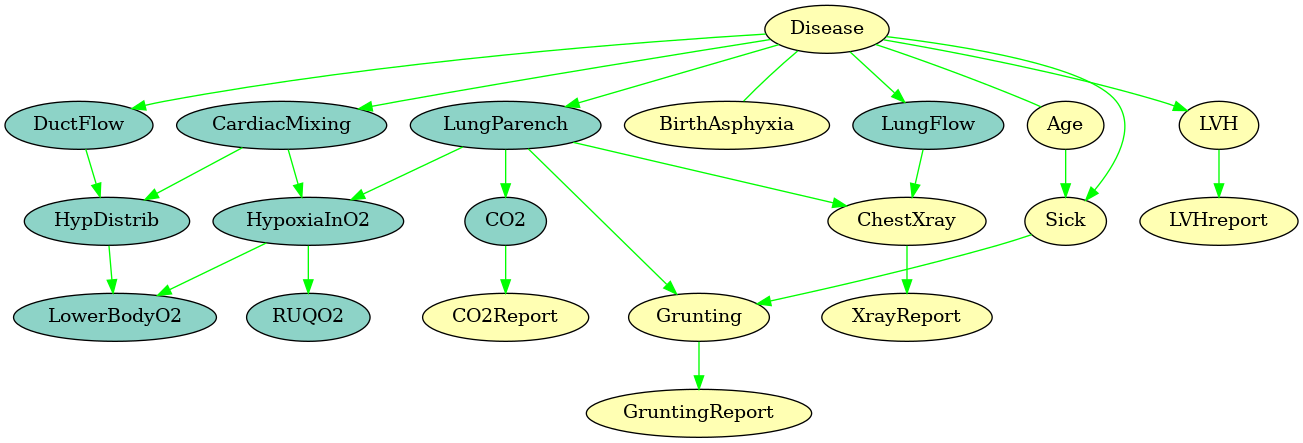 Disease
DuctFlow
CardiacMixing
LungParench
BirthAsphyxia
LungFlow
Age
LVH
HypDistrib
HypoxiaInO2
CO2
ChestXray
Sick
LVHreport
LowerBodyO2
RUQO2
CO2Report
Grunting
XrayReport
GruntingReport